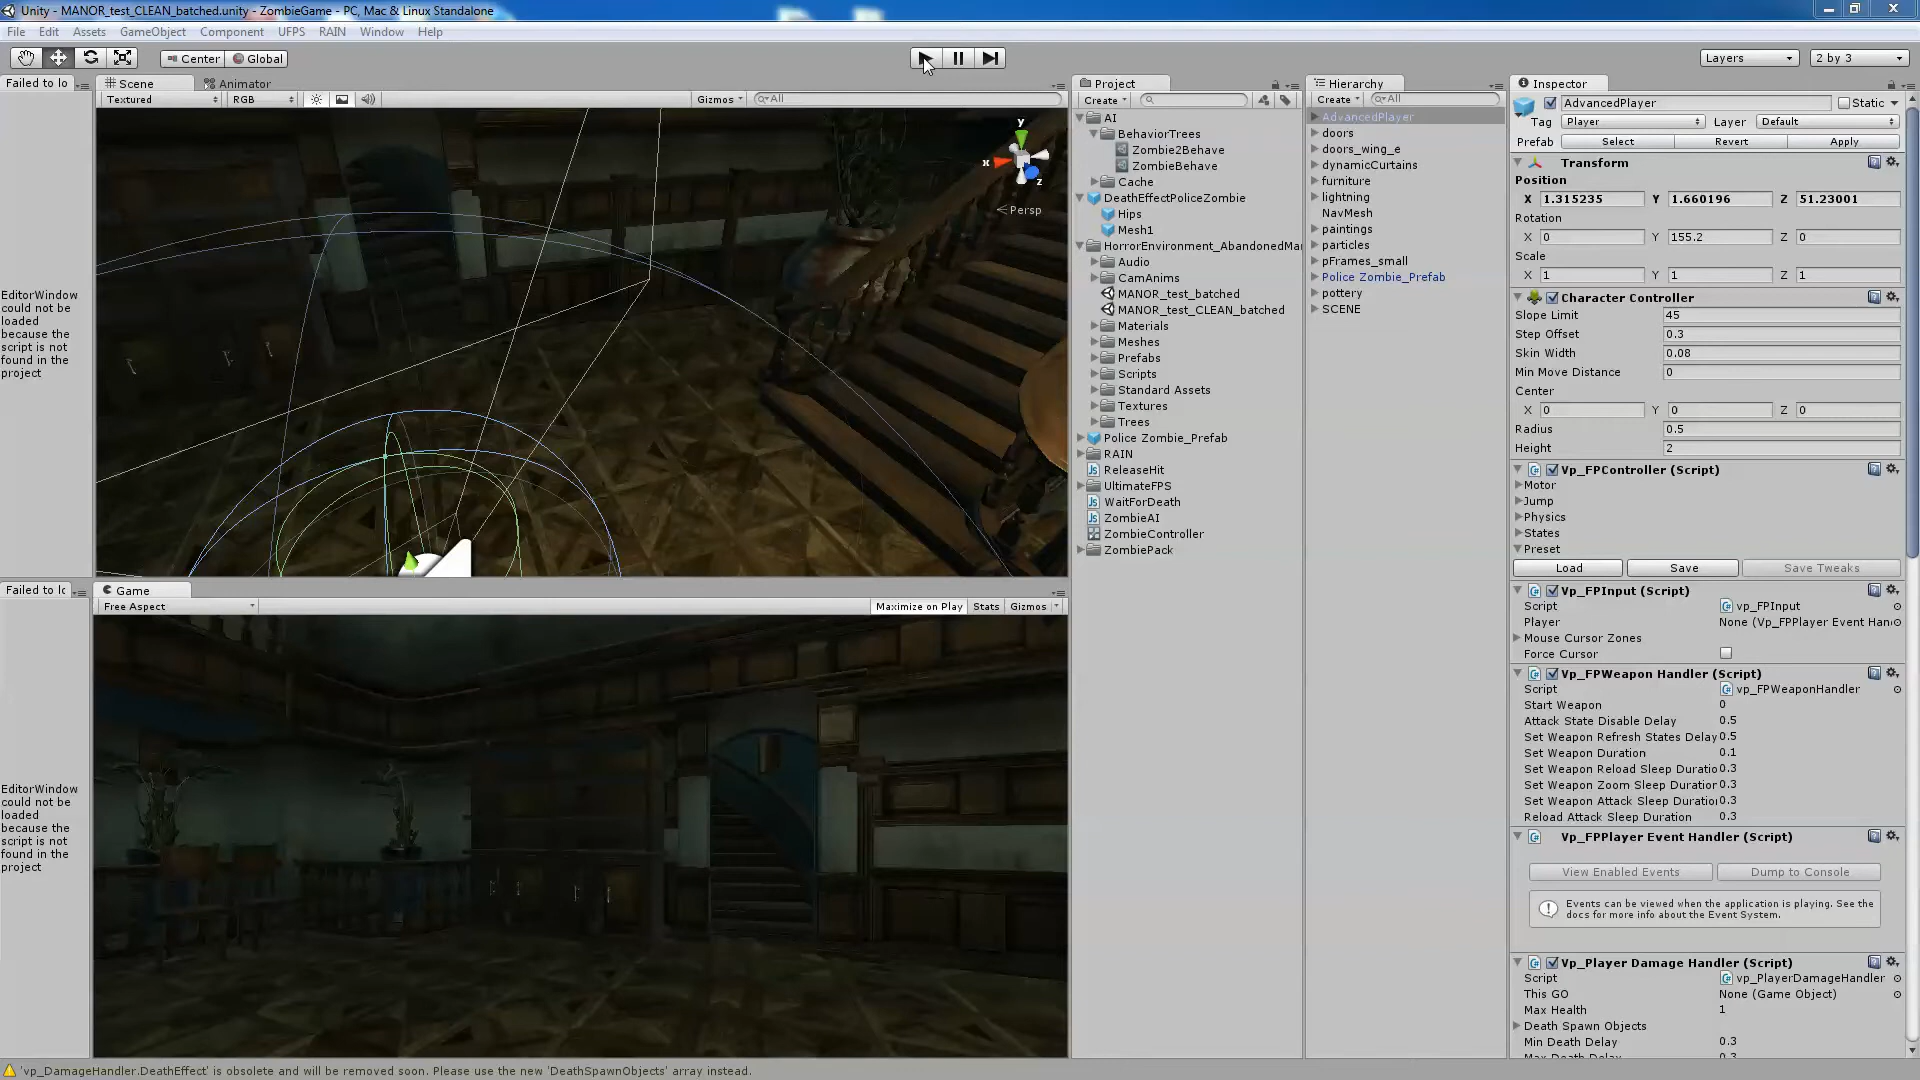 Unity - MANOR_test_CLEAN_batched.unity - ZombieGame - PC, Mac & Linux Standalone
File Edit Assets GameObject Component UFPS RAIN Window Help
Center Global Layers 2 by 3
Failed to lo
EditorWindow
could not be
loaded
because the
script is not
found in the
project
Scene Animator
Textured RGB Gizmos All
y
x
z
Persp
Failed to lc
EditorWindow
could not be
loaded
because the
script is not
found in the
project
Game
Free Aspect Maximize on Play Stats Gizmos
Project
Create
AI
BehaviorTrees
Zombie2Behave
ZombieBehave
Cache
DeathEffectPoliceZombie
Hips
Mesh1
HorrorEnvironment_AbandonedMan
Audio
CamAnims
MANOR_test_batched
MANOR_test_CLEAN_batched
Materials
Meshes
Prefabs
Scripts
Standard Assets
Textures
Trees
Police Zombie_Prefab
RAIN
ReleaseHit
UltimateFPS
WaitForDeath
ZombieAI
ZombieController
ZombiePack
Hierarchy
Create All
AdvancedPlayer
doors
doors_wing_e
dynamicCurtains
furniture
lightning
NavMesh
paintings
particles
pFrames_small
Police Zombie_Prefab
pottery
SCENE
Inspector
AdvancedPlayer Static
Tag Player Layer Default
Prefab Select Revert Apply
Transform
Position
X 1.315235 Y 1.660196 Z 51.23001
Rotation
X 0 Y 155.2 Z 0
Scale
X 1 Y 1 Z 1
Character Controller
Slope Limit 45
Step Offset 0.3
Skin Width 0.08
Min Move Distance 0
Center
X 0 Y 0 Z 0
Radius 0.5
Height 2
Vp_FPController (Script)
Motor
Jump
Physics
States
Preset
Load Save Save Tweaks
Vp_FPInput (Script)
Script vp_FPInput
Player None (Vp_FPPlayer Event Han
Mouse Cursor Zones
Force Cursor
Vp_FPWeapon Handler (Script)
Script vp_FPWeaponHandler
Start Weapon 0
Attack State Disable Delay 0.5
Set Weapon Refresh States Delay 0.5
Set Weapon Duration 0.1
Set Weapon Reload Sleep Duratio 0.3
Set Weapon Zoom Sleep Duration 0.3
Set Weapon Attack Sleep Duratio 0.3
Reload Attack Sleep Duration 0.3
Vp_FPPlayer Event Handler (Script)
View Enabled Events Dump to Console
Events can be viewed when the application is playing. See the
docs for more info about the Event System.
Vp_Player Damage Handler (Script)
Script vp_PlayerDamageHandler
This GO None (Game Object)
Max Health 1
Death Spawn Objects
Min Death Delay 0.3
Max Death Delay 0.3
'vp_DamageHandler.DeathEffect' is obsolete and will be removed soon. Please use the new 'DeathSpawnObjects' array instead.